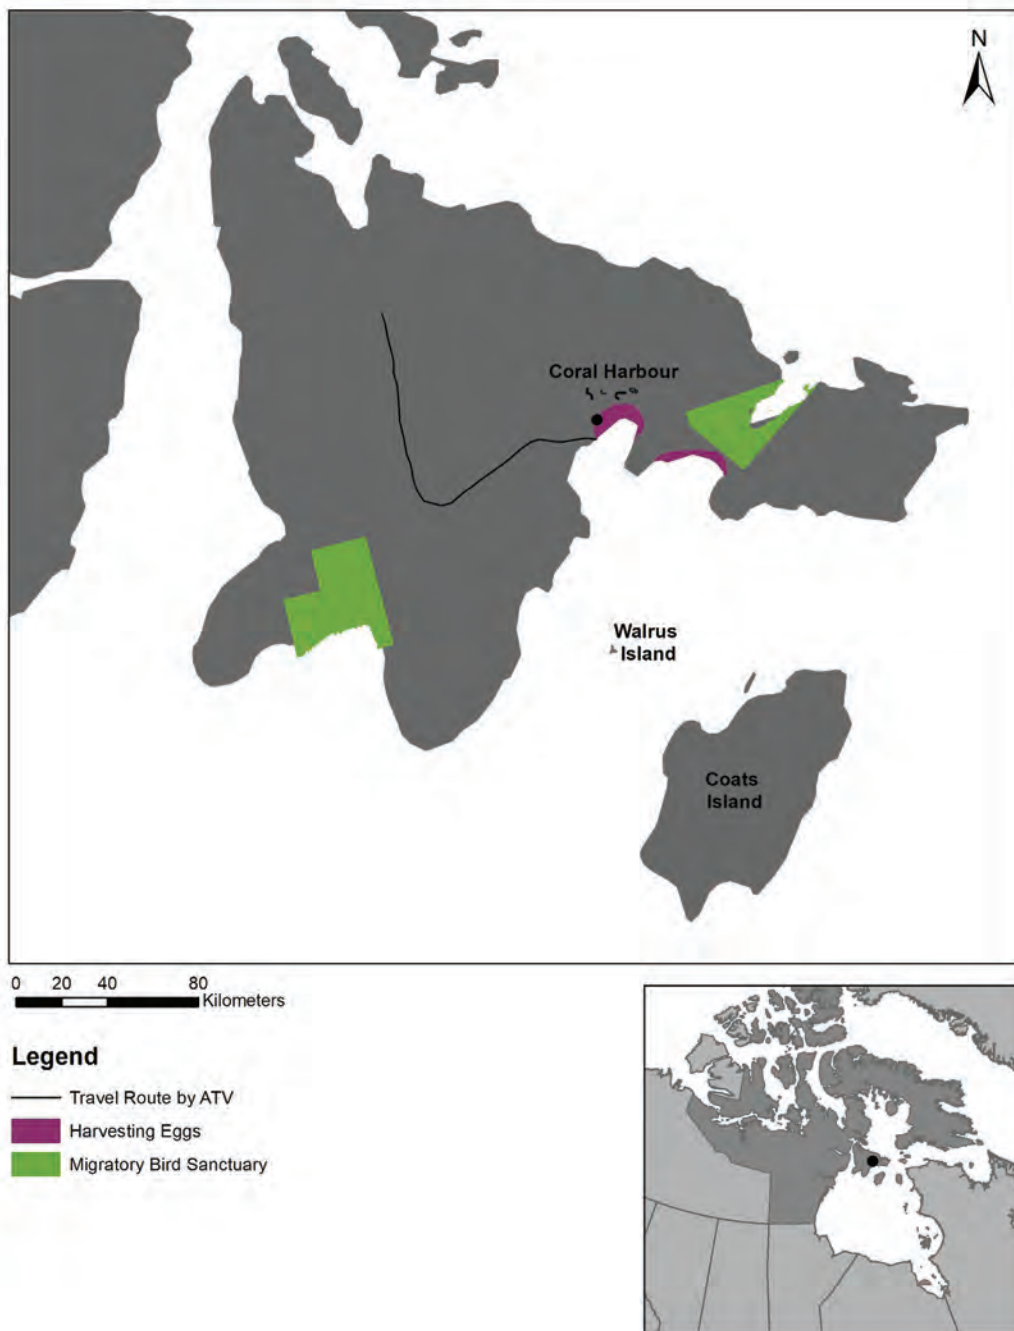 N
Coral Harbour
ᓴᓪᓖᑦ
Walrus
Island
Coats
Island
0 20 40 80
Kilometers
Legend
Travel Route by ATV
Harvesting Eggs
Migratory Bird Sanctuary